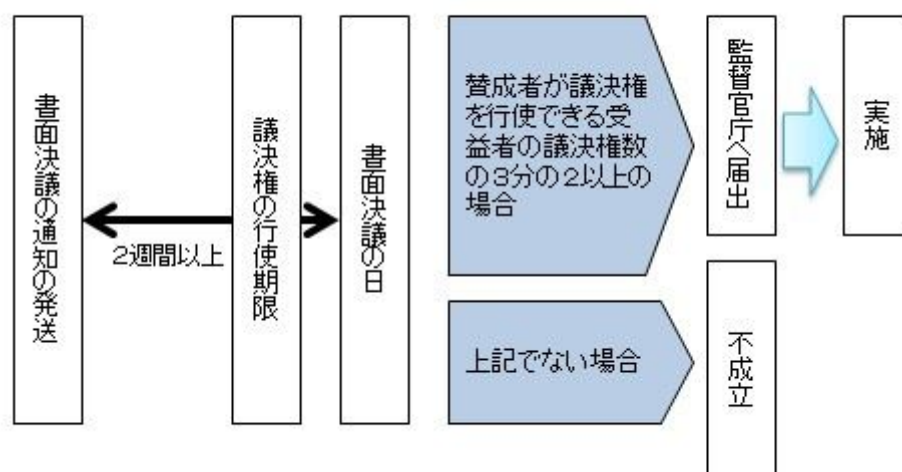 書面決議の通知の発送
2週間以上
議決権の行使期限
書面決議の日
賛成者が議決権
を行使できる受
益者の議決権数
の3分の2以上の
場合
監督官庁へ届出
実施
上記でない場合
不成立